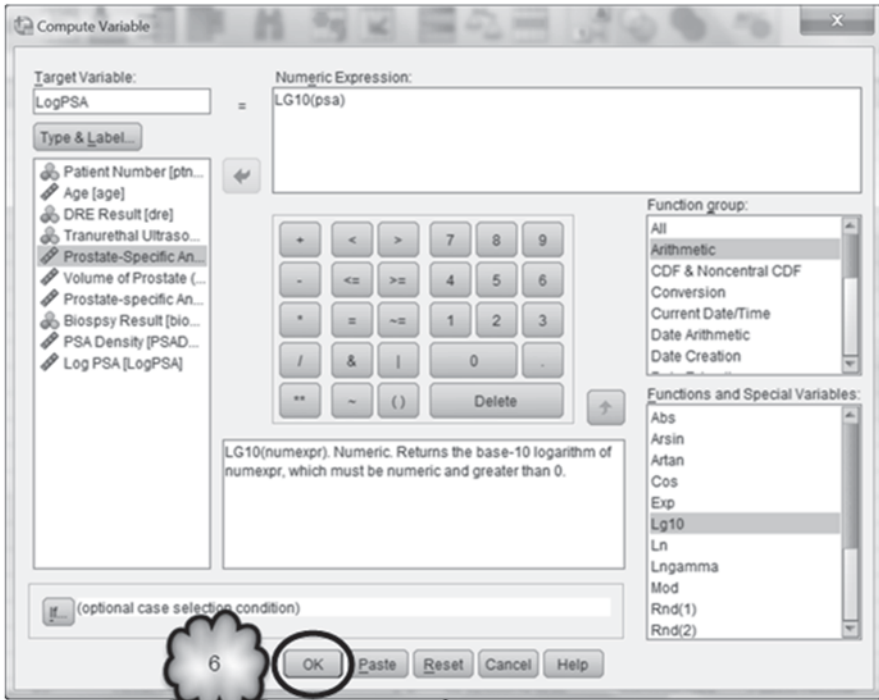 Compute Variable
X
Target Variable:
LogPSA
=
Numeric Expression:
LG10(psa)
Type & Label...
Patient Number [ptn...
Age [age]
DRE Result [dre]
Tranurethal Ultraso...
Prostate-Specific An...
Volume of Prostate (...
Prostate-specific An...
Biospsy Result [bio...
PSA Density [PSAD...
Log PSA [LogPSA]
+ < > 7 8 9
- <= >= 4 5 6
* = ~= 1 2 3
/ & | 0 .
** ~ ( ) Delete
Function group:
All
Arithmetic
CDF & Noncentral CDF
Conversion
Current Date/Time
Date Arithmetic
Date Creation
LG10(numexpr). Numeric. Returns the base-10 logarithm of
numexpr, which must be numeric and greater than 0.
Functions and Special Variables:
Abs
Arsin
Artan
Cos
Exp
Lg10
Ln
Lngamma
Mod
Rnd(1)
Rnd(2)
If... (optional case selection condition)
6
OK Paste Reset Cancel Help